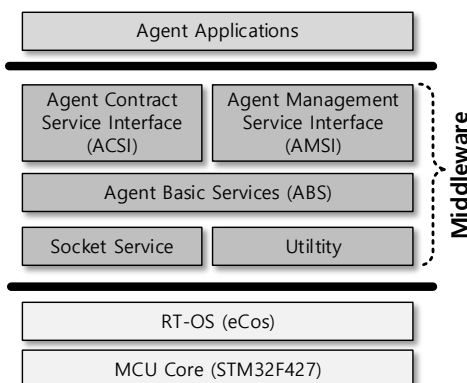 Agent Applications
Agent Contract
Service Interface
(ACSI)
Agent Management
Service Interface
(AMSI)
Agent Basic Services (ABS)
Socket Service
Utiltity
Middleware
RT-OS (eCos)
MCU Core (STM32F427)